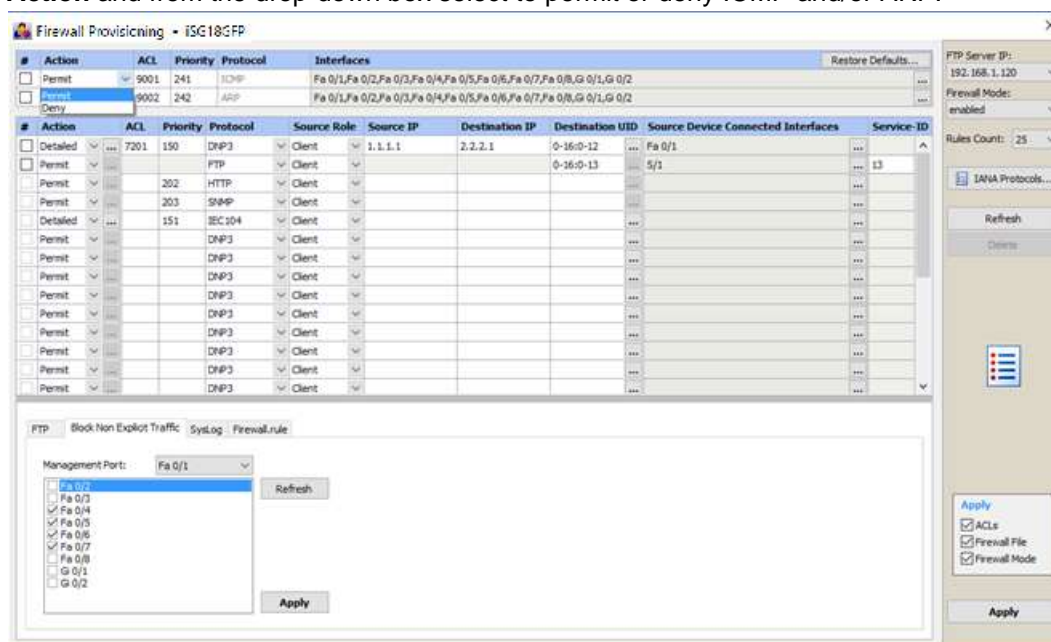 Action and from the drop-down box select to permit or deny ICMP and/or ARP.
Firewall Provisioning - iSG18GFP
# Action ACL Priority Protocol Interfaces Restore Defaults...
Permit 9001 241 ICMP Fa 0/1,Fa 0/2,Fa 0/3,Fa 0/4,Fa 0/5,Fa 0/6,Fa 0/7,Fa 0/8,Gi 0/1,Gi 0/2 ...
Permit 9002 242 ARP Fa 0/1,Fa 0/2,Fa 0/3,Fa 0/4,Fa 0/5,Fa 0/6,Fa 0/7,Fa 0/8,Gi 0/1,Gi 0/2 ...
Deny
# Action ACL Priority Protocol Source Role Source IP Destination IP Destination UID Source Device Connected Interfaces Service-ID
Detailed ... 7201 150 DNP3 Client 1.1.1.1 2.2.2.1 0-16:0-12 ... Fa 0/1 ...
Permit ... FTP Client 0-16:0-13 ... S/1 ... 13
Permit ... 202 HTTP Client ... ...
Permit ... 203 SNMP Client ... ...
Detailed ... 151 IEC104 Client ... ...
Permit ... DNP3 Client ... ...
Permit ... DNP3 Client ... ...
Permit ... DNP3 Client ... ...
Permit ... DNP3 Client ... ...
Permit ... DNP3 Client ... ...
Permit ... DNP3 Client ... ...
Permit ... DNP3 Client ... ...
Permit ... DNP3 Client ... ...
Permit ... DNP3 Client ... ...
FTP Block Non Explicit Traffic SysLog Firewall.rule
Management Port: Fa 0/1
Fa 0/2
Fa 0/3
Fa 0/4
Fa 0/5
Fa 0/6
Fa 0/7
Fa 0/8
Gi 0/1
Gi 0/2
Refresh
Apply
FTP Server IP:
192.168.1.120
Firewall Mode:
enabled
Rules Count: 25
IANA Protocols...
Refresh
Delete
Apply
ACLs
Firewall File
Firewall Mode
Apply